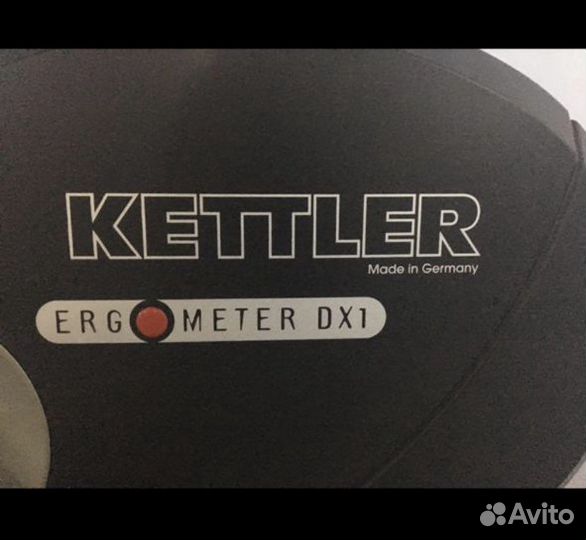 KETTLER
Made in Germany
ERGOMETER DX1
Avito